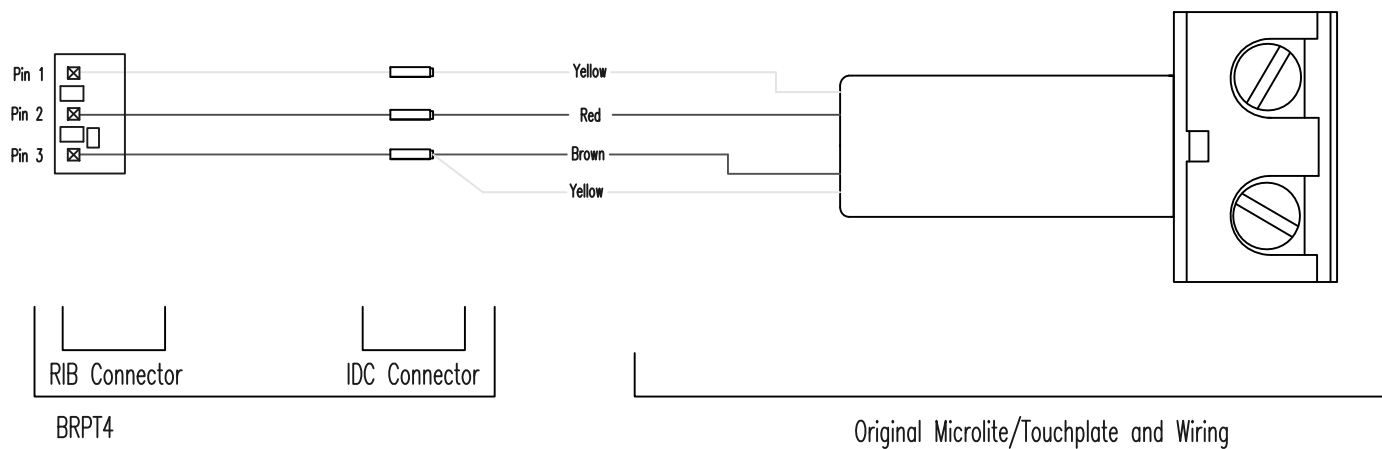 Pin 1
Yellow
Pin 2
Red
Pin 3
Brown
Yellow
RIB Connector
IDC Connector
BRPT4
Original Microlite/Touchplate and Wiring